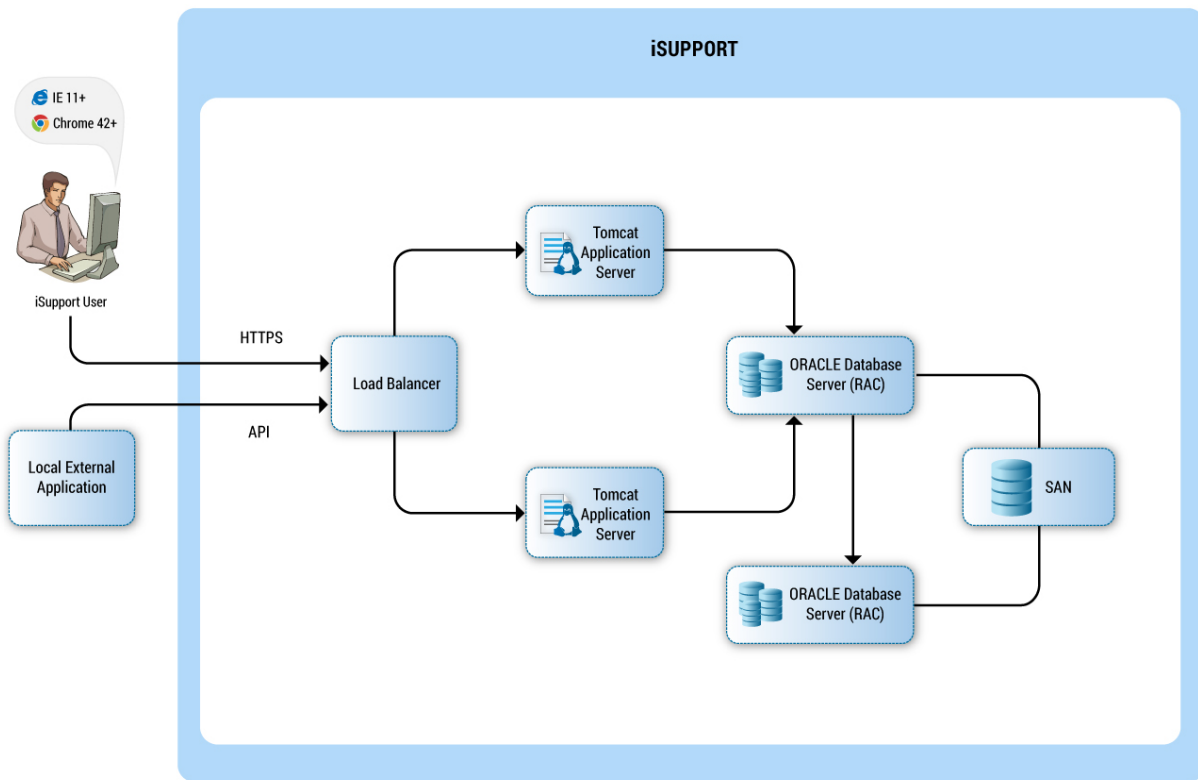 iSUPPORT
IE 11+
Chrome 42+
iSupport User
HTTPS
API
Local External
Application
Load Balancer
Tomcat
Application
Server
Tomcat
Application
Server
ORACLE Database
Server (RAC)
ORACLE Database
Server (RAC)
SAN